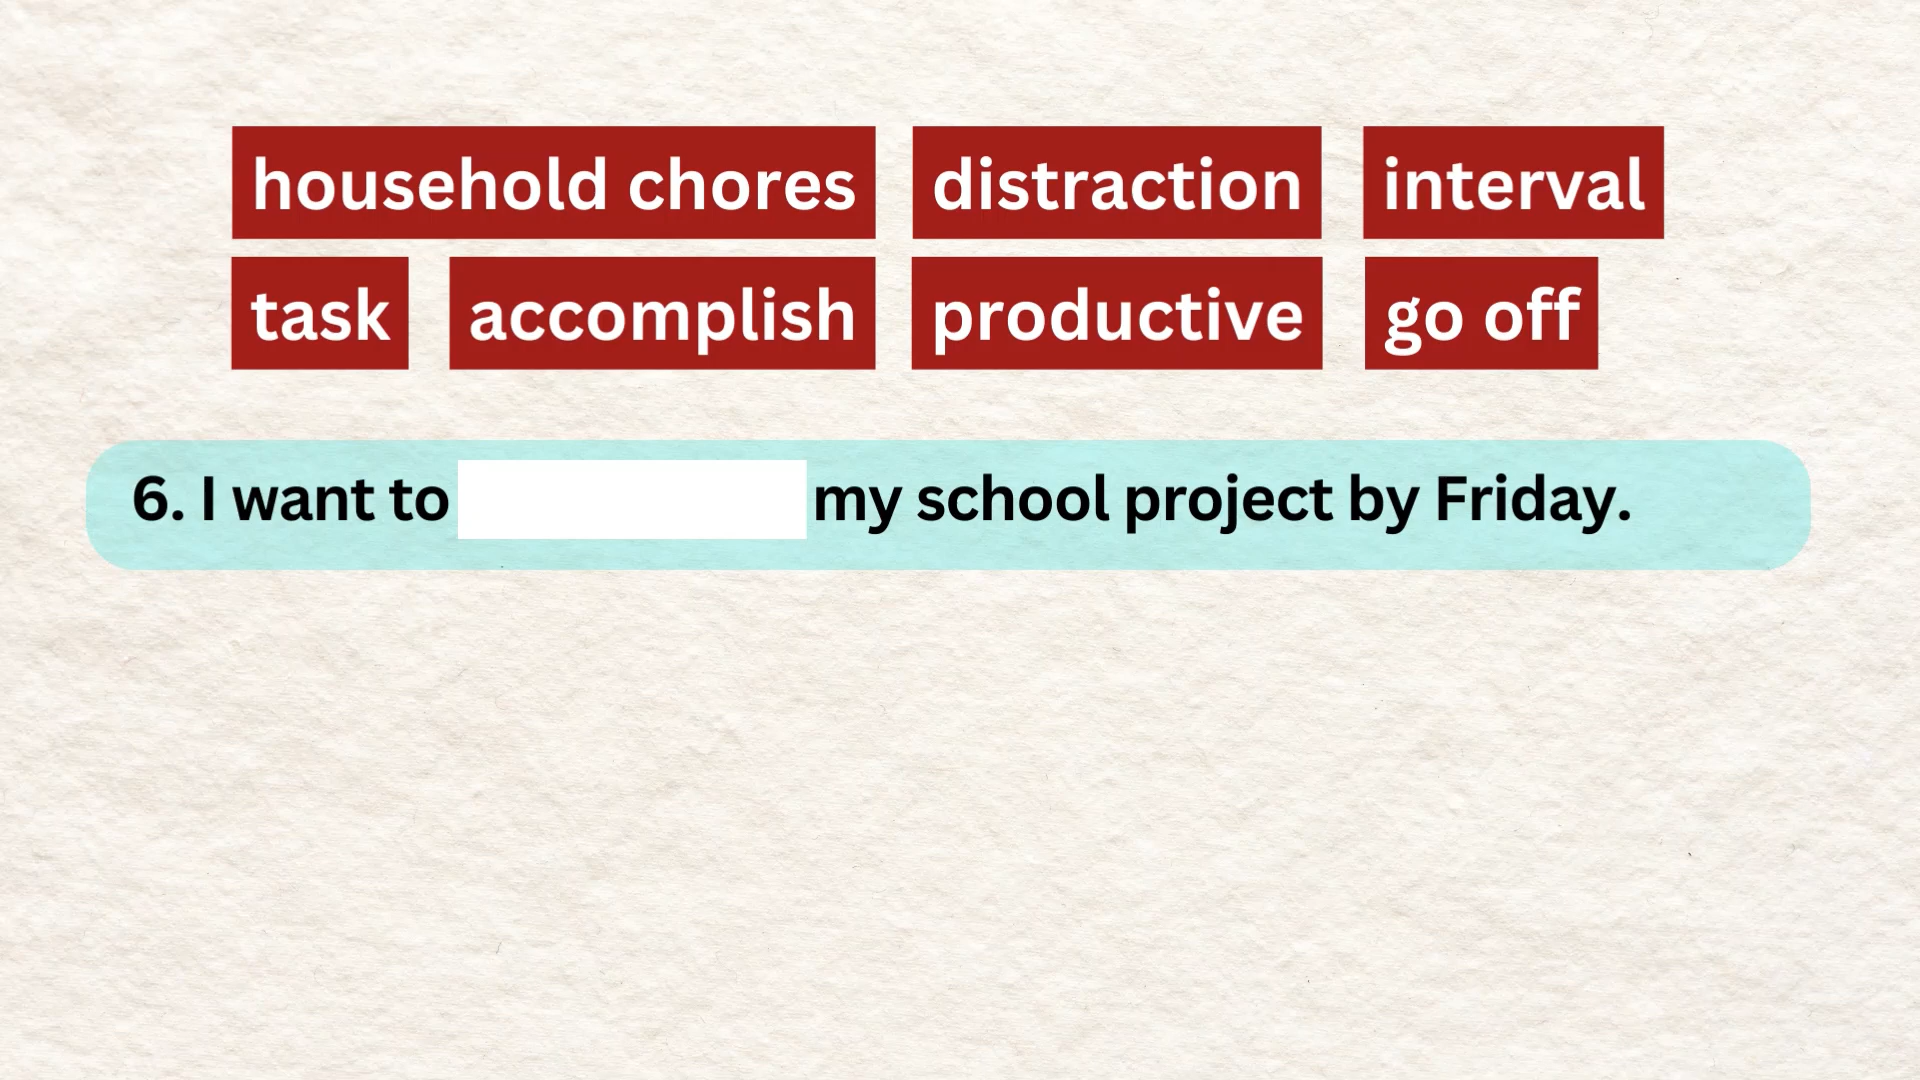 household chores distraction interval
task accomplish productive go off
6. I want to my school project by Friday.